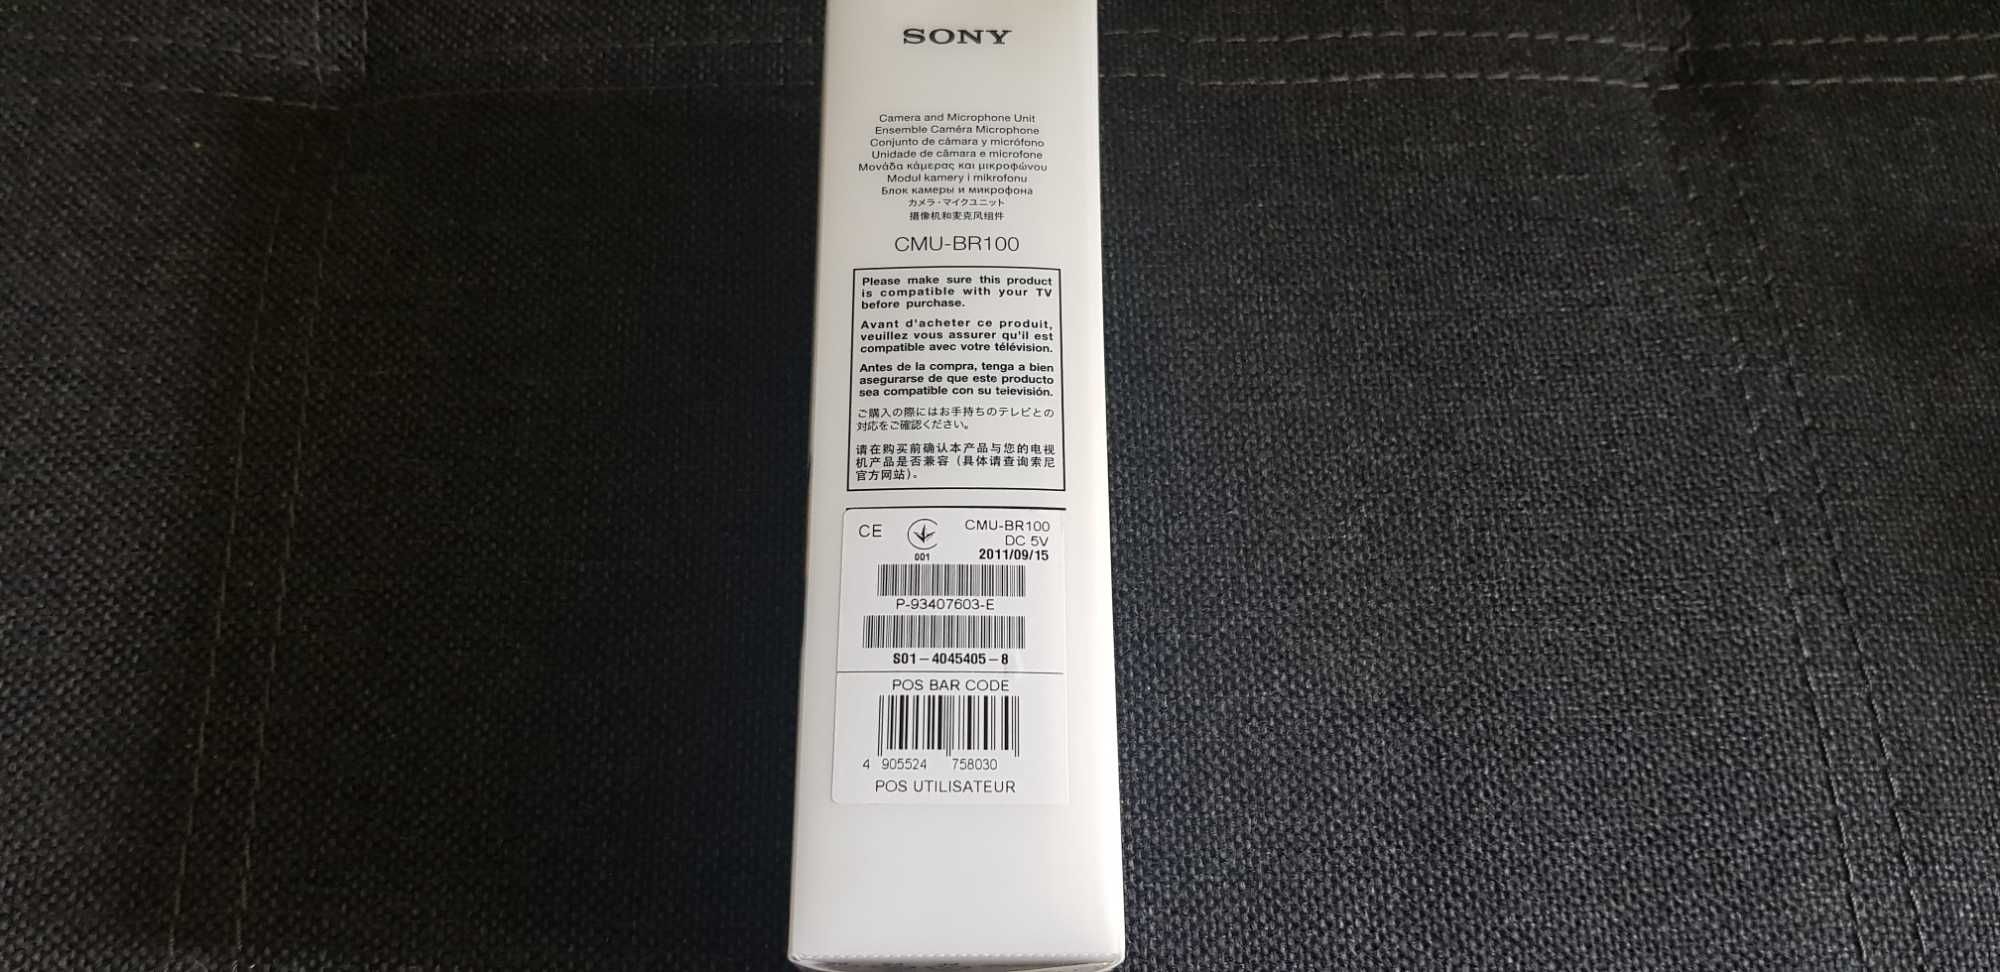 SONY
Camera and Microphone Unit
Ensemble Caméra Microphone
Conjunto de cámara y micrófono
Unidade de câmara e microfone
Μονάδα κάμερας και μικροφώνου
Moduł kamery i mikrofonu
Блок камеры и микрофона
カメラ・マイクユニット
摄像机和麦克风组件
CMU-BR100
Please make sure this product
is compatible with your TV
before purchase.
Avant d'acheter ce produit,
veuillez vous assurer qu'il est
compatible avec votre télévision.
Antes de la compra, tenga a bien
asegurarse de que este producto
sea compatible con su televisión.
ご購入の際にはお手持ちのテレビとの
対応をご確認ください。
请在购买前确认本产品与您的电视
机产品是否兼容（具体请查询索尼
官方网站）。
CE
001
CMU-BR100
DC 5V
2011/09/15
P-93407603-E
S01-4045405-8
POS BAR CODE
4 905524 758030
POS UTILISATEUR